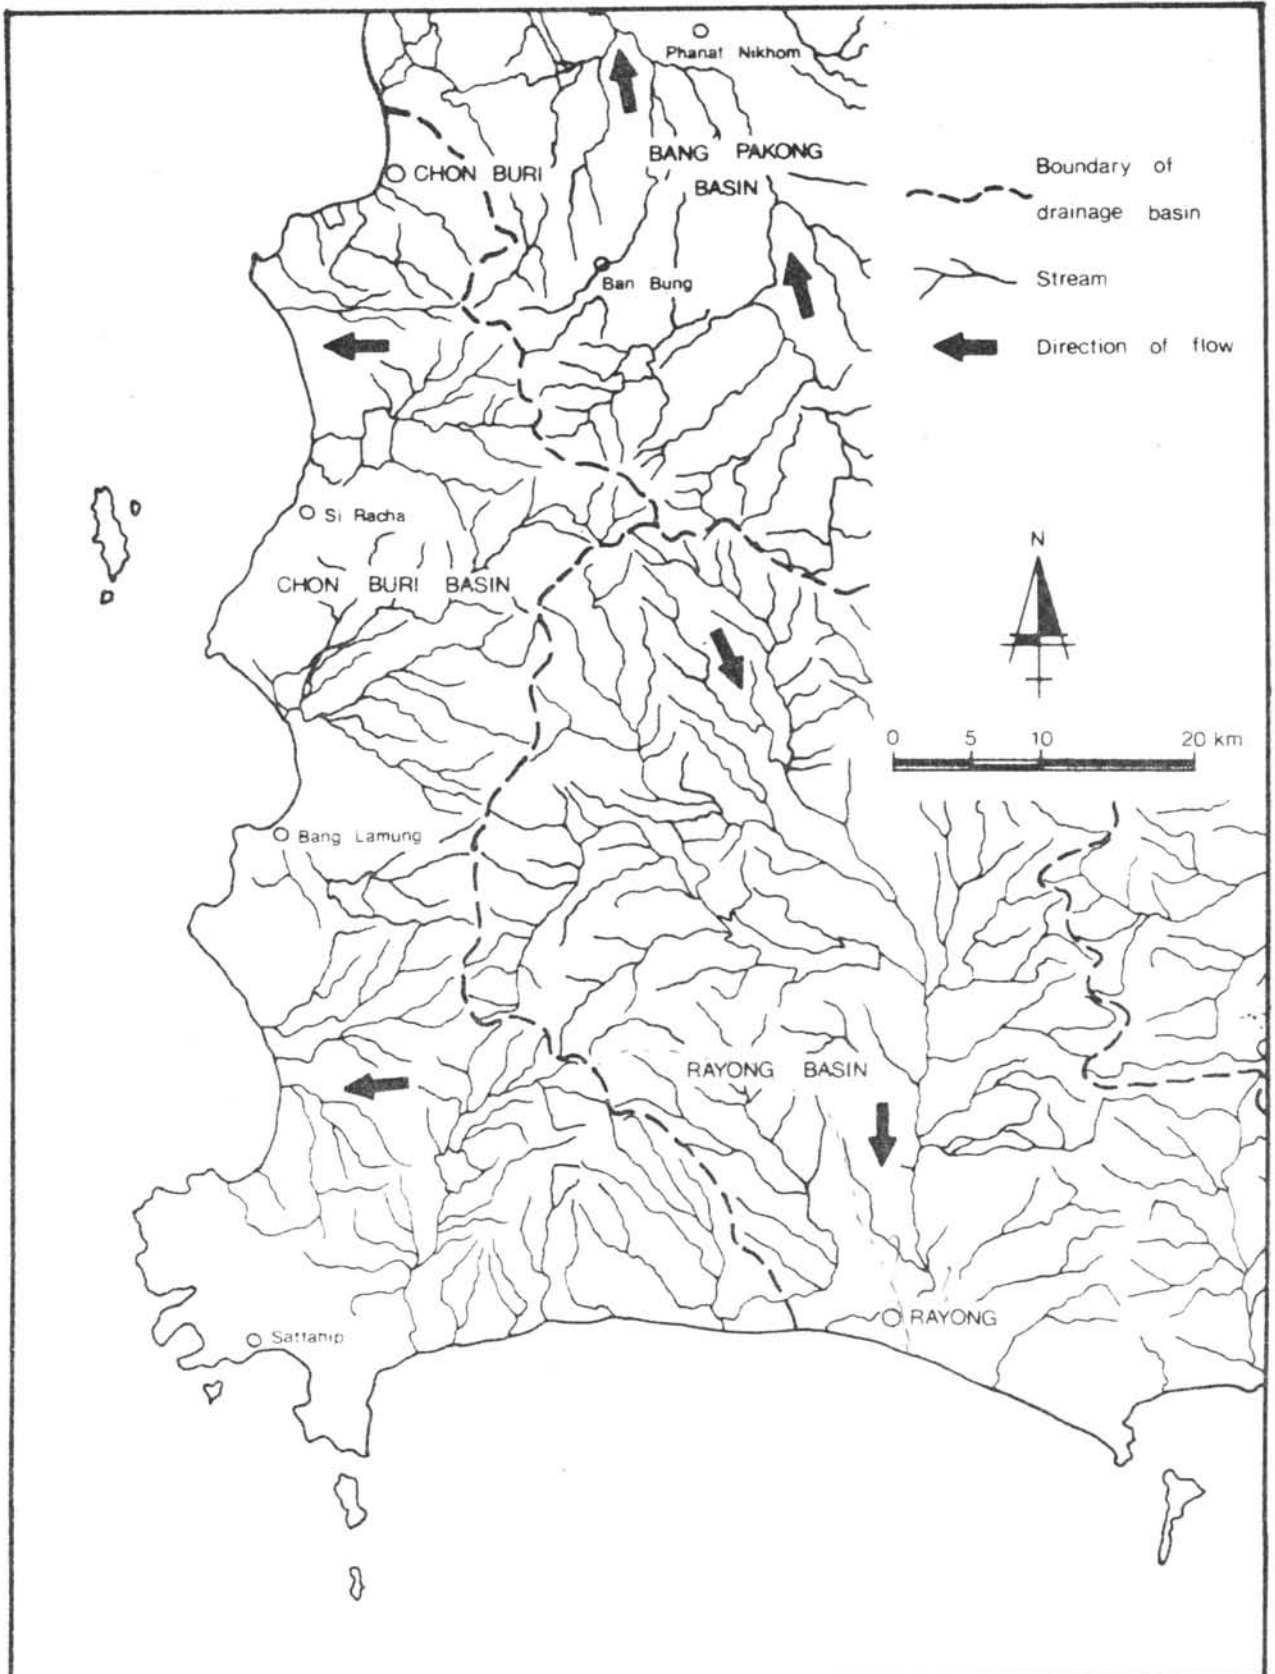 Phanat Nikhom
BANG PAKONG
BASIN
CHON BURI
Ban Bung
Boundary of
drainage basin
Stream
Direction of flow
Si Racha
CHON BURI BASIN
N
0 5 10 20 km
Bang Lamung
RAYONG BASIN
RAYONG
Sattahip